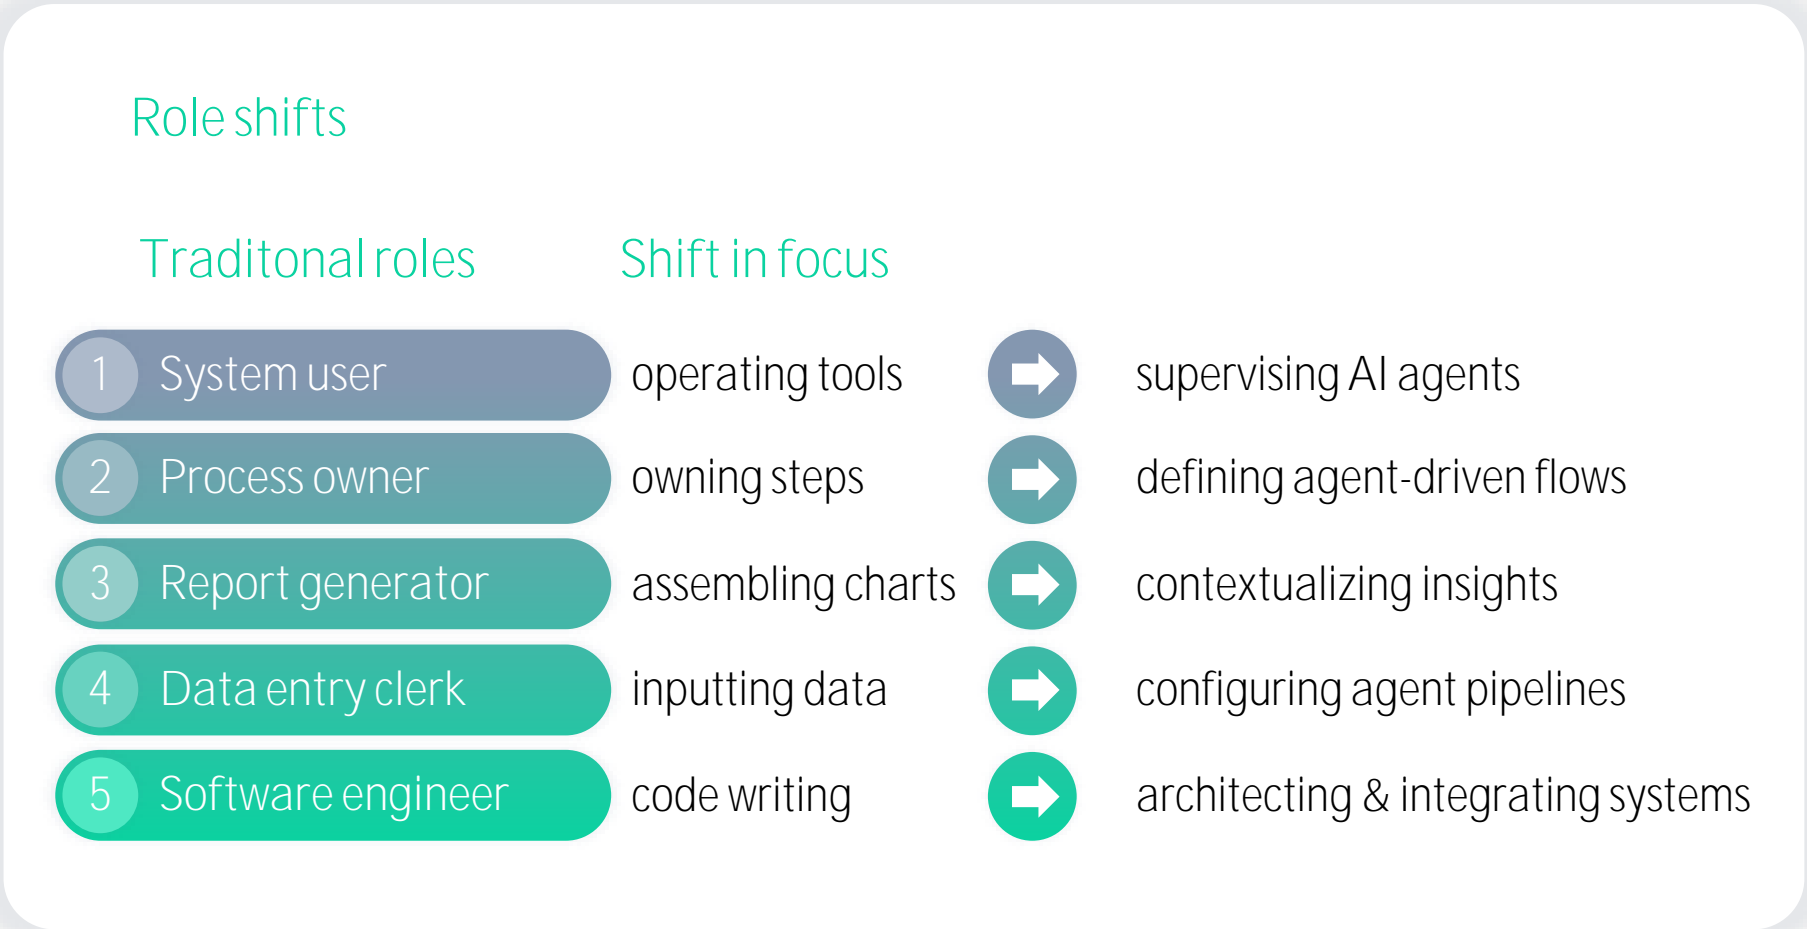 Role shifts
Traditonal roles
Shift in focus
1 System user operating tools supervising AI agents
2 Process owner owning steps defining agent-driven flows
3 Report generator assembling charts contextualizing insights
4 Data entry clerk inputting data configuring agent pipelines
5 Software engineer code writing architecting & integrating systems